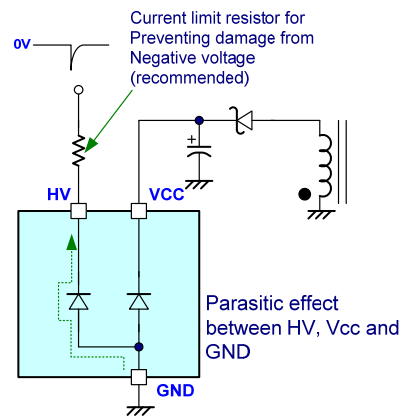 Current limit resistor for
Preventing damage from
Negative voltage
(recommended)
0V
+
HV
VCC
Parasitic effect
between HV, Vcc and
GND
GND